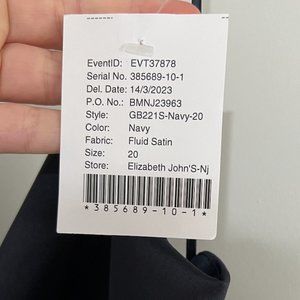 EventID: EVT37878
Serial No. 385689-10-1
Del. Date: 14/3/2023
P.O. No.: BMNJ23963
Style: GB221S-Navy-20
Color: Navy
Fabric: Fluid Satin
Size: 20
Store: Elizabeth John'S-Nj
*385689-10-1*